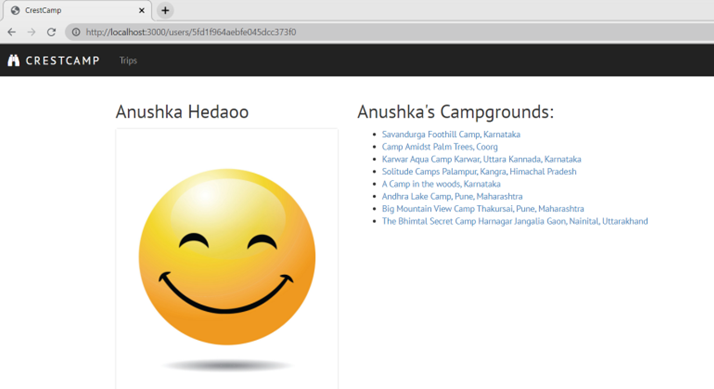 CrestCamp
http://localhost:3000/users/5fd1f964aebfe045dcc373f0
CRESTCAMP Trips
Anushka Hedaoo
Anushka's Campgrounds:
Savandurga Foothill Camp, Karnataka
Camp Amidst Palm Trees, Coorg
Karwar Aqua Camp Karwar, Uttara Kannada, Karnataka
Solitude Camps Palampur, Kangra, Himachal Pradesh
A Camp in the woods, Karnataka
Andhra Lake Camp, Pune, Maharashtra
Big Mountain View Camp Thakursai, Pune, Maharashtra
The Bhimtal Secret Camp Harnagar Jangalia Gaon, Nainital, Uttarakhand